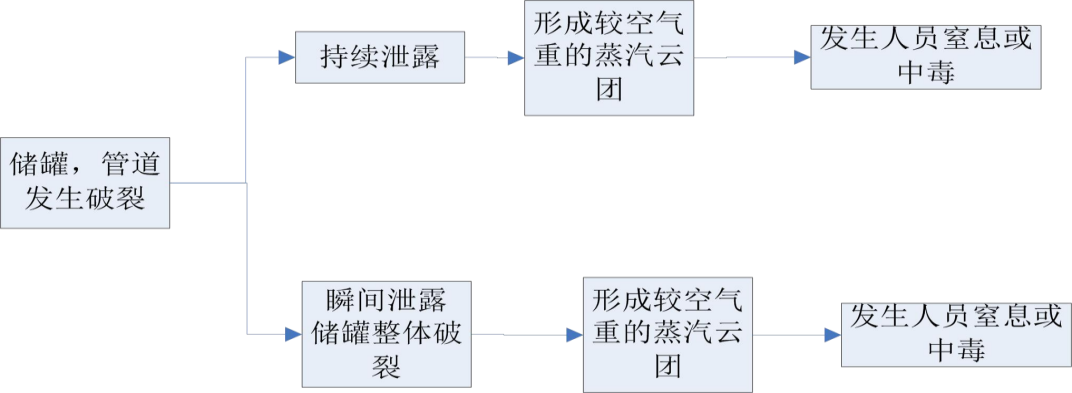 持续泄露
形成较空气
重的蒸汽云
团
发生人员窒息或
中毒
储罐，管道
发生破裂
瞬间泄露
储罐整体破
裂
形成较空气
重的蒸汽云
团
发生人员窒息或
中毒